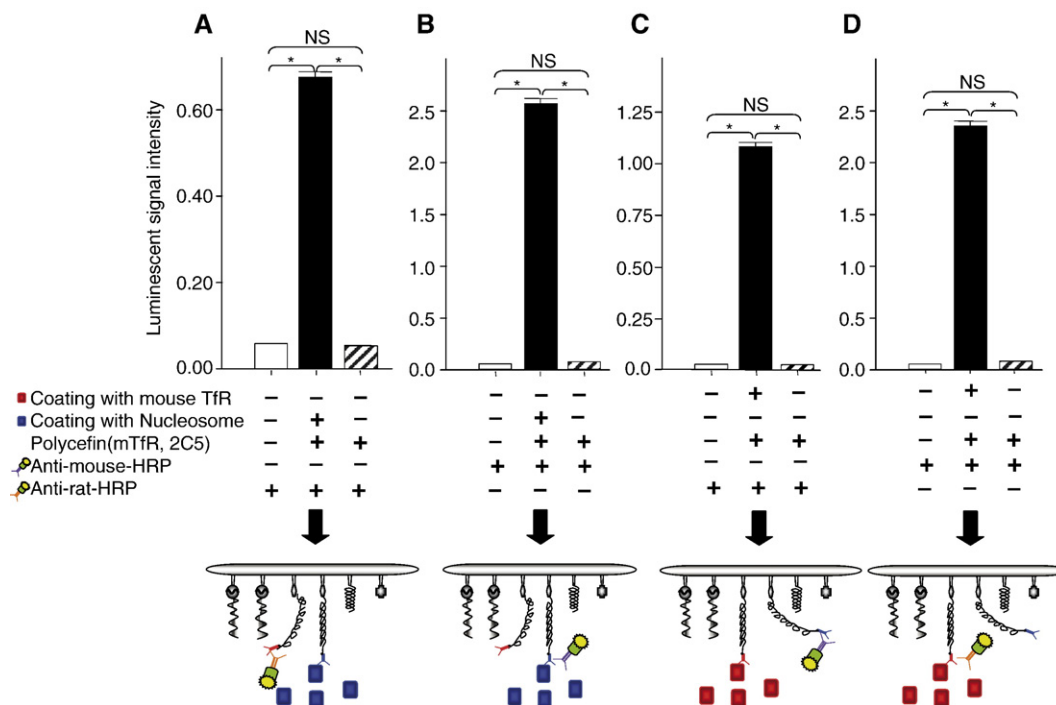 A B C D
NS NS NS NS
* * * * * * * *
Luminescent signal intensity
0.60
0.40
0.20
0.00
2.5
2.0
1.5
1.0
0.5
0.0
1.25
1.00
0.75
0.50
0.25
0.0
2.5
2.0
1.5
1.0
0.5
0.0
Coating with mouse TfR − − − − − − − + − − + −
Coating with Nucleosome − + − − + − − − − − − −
Polycefin(mTfR, 2C5) − + + − + + − + + − + +
Anti-mouse-HRP − − − + + + − − − + + +
Anti-rat-HRP + + + − − − + + + − − −